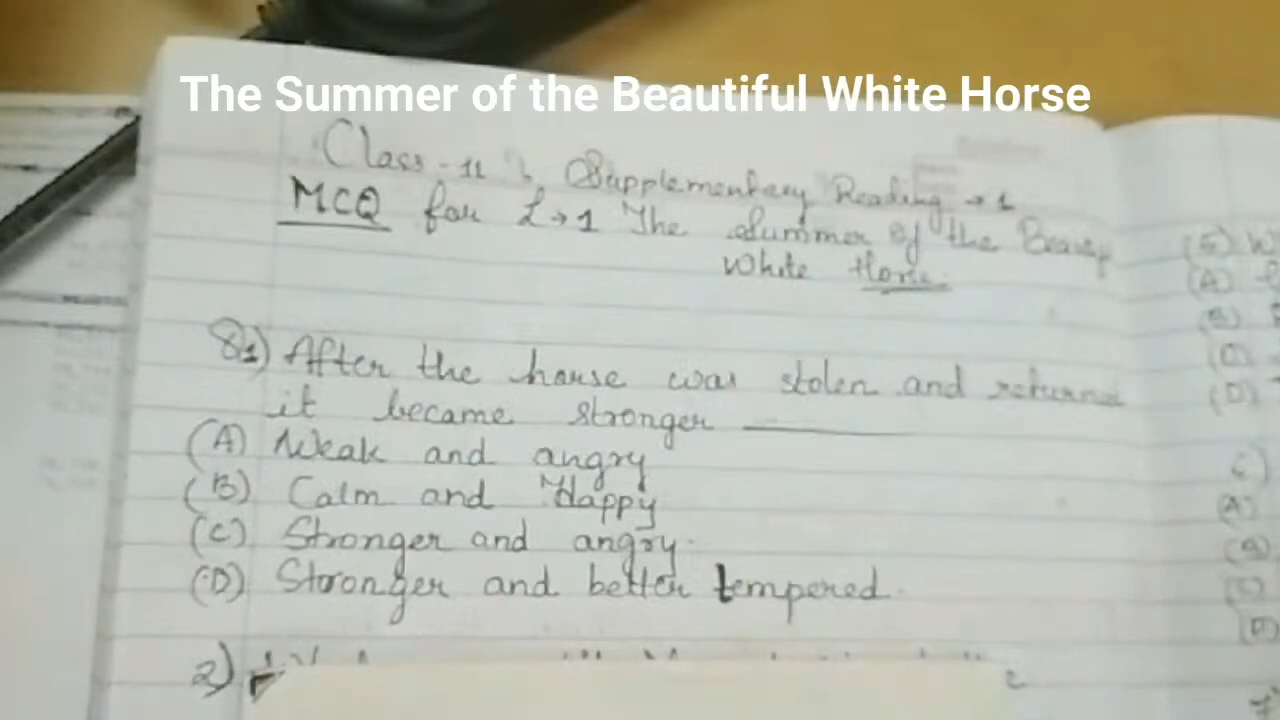 The Summer of the Beautiful White Horse
Class - 11, Supplementary Reading → 1
MCQ for L → 1 The Summer of the
White Horse
Q1) After the horse was stolen and
it became stronger ______
(A) Weak and angry
(B) Calm and Happy
(C) Stronger and angry.
(D) Stronger and better tempered.
2)
(5) W
(A)
(B)
(C)
(D)
(A)
(B)
(C)
(D)